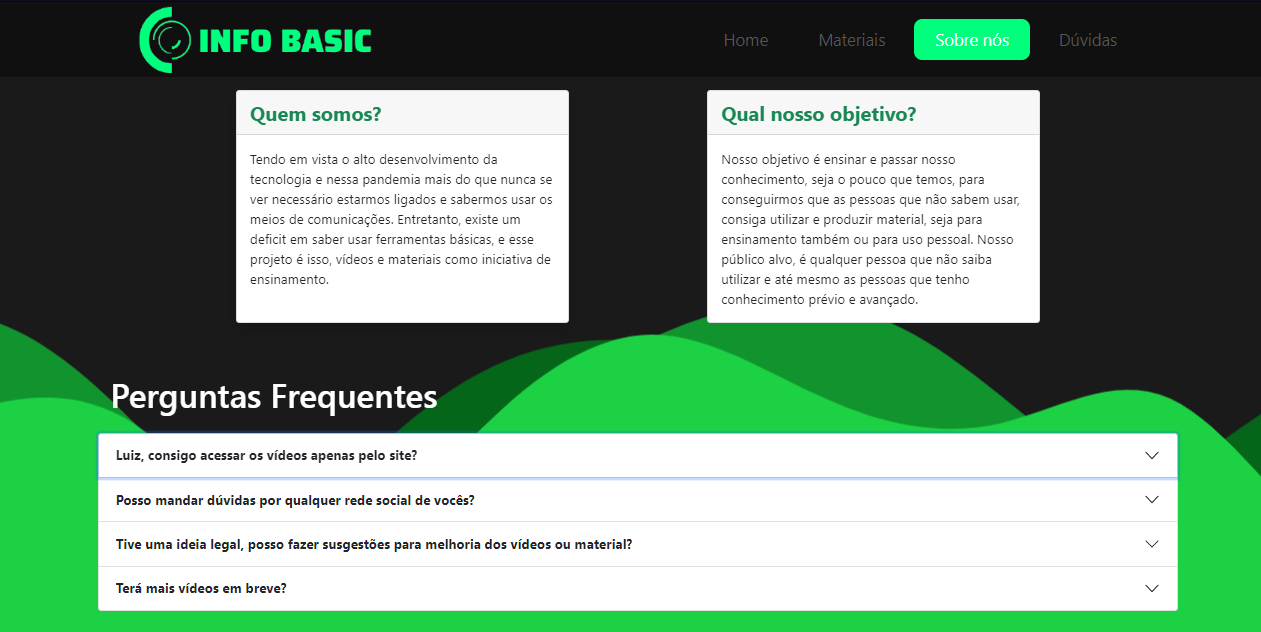 INFO BASIC
Home
Materiais
Sobre nós
Dúvidas
Quem somos?
Tendo em vista o alto desenvolvimento da
tecnologia e nessa pandemia mais do que nunca se
ver necessário estarmos ligados e sabermos usar os
meios de comunicações. Entretanto, existe um
deficit em saber usar ferramentas básicas, e esse
projeto é isso, vídeos e materiais como iniciativa de
ensinamento.
Qual nosso objetivo?
Nosso objetivo é ensinar e passar nosso
conhecimento, seja o pouco que temos, para
conseguirmos que as pessoas que não sabem usar,
consiga utilizar e produzir material, seja para
ensinamento também ou para uso pessoal. Nosso
público alvo, é qualquer pessoa que não saiba
utilizar e até mesmo as pessoas que tenho
conhecimento prévio e avançado.
Perguntas Frequentes
Luiz, consigo acessar os vídeos apenas pelo site?
Posso mandar dúvidas por qualquer rede social de vocês?
Tive uma ideia legal, posso fazer susgestões para melhoria dos vídeos ou material?
Terá mais vídeos em breve?